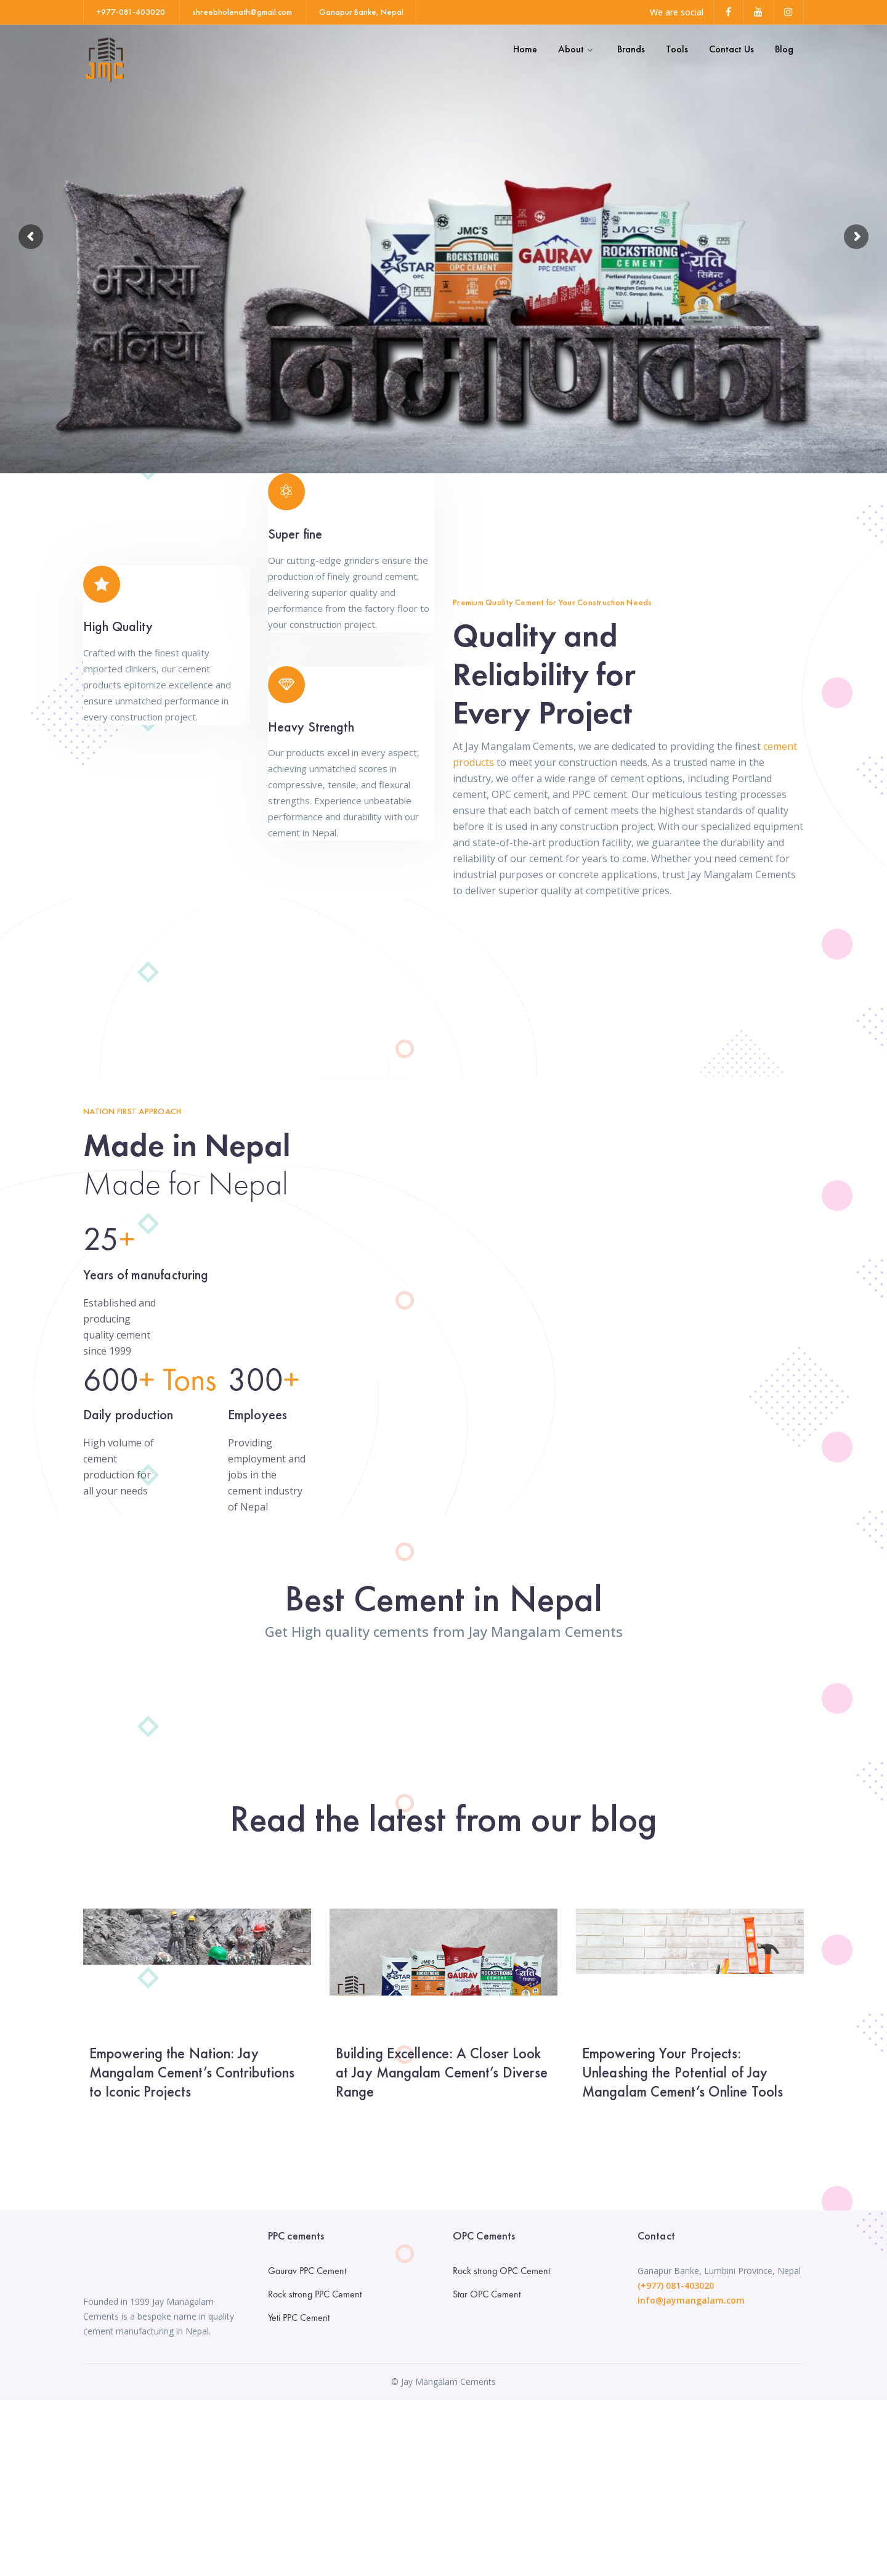 +977-081-403020
shreebholenath@gmail.com
Ganapur Banke, Nepal
We are social
JMC
Home
About
Brands
Tools
Contact Us
Blog
भरोसा
बलियो
निर्माणको
STAR
OPC CEMENT
JMC'S
ROCKSTRONG
OPC CEMENT
GAURAV
PPC CEMENT
50KG
JMC'S
ROCKSTRONG
CEMENT
Portland Pozzolana Cement
(P.P.C)
यति
सिमेन्ट
Super fine
Our cutting-edge grinders ensure the
production of finely ground cement,
delivering superior quality and
performance from the factory floor to
your construction project.
High Quality
Crafted with the finest quality
imported clinkers, our cement
products epitomize excellence and
ensure unmatched performance in
every construction project.
Heavy Strength
Our products excel in every aspect,
achieving unmatched scores in
compressive, tensile, and flexural
strengths. Experience unbeatable
performance and durability with our
cement in Nepal.
Premium Quality Cement for Your Construction Needs
Quality and
Reliability for
Every Project
At Jay Mangalam Cements, we are dedicated to providing the finest cement
products to meet your construction needs. As a trusted name in the
industry, we offer a wide range of cement options, including Portland
cement, OPC cement, and PPC cement. Our meticulous testing processes
ensure that each batch of cement meets the highest standards of quality
before it is used in any construction project. With our specialized equipment
and state-of-the-art production facility, we guarantee the durability and
reliability of our cement for years to come. Whether you need cement for
industrial purposes or concrete applications, trust Jay Mangalam Cements
to deliver superior quality at competitive prices.
NATION FIRST APPROACH
Made in Nepal
Made for Nepal
25+
Years of manufacturing
Established and
producing
quality cement
since 1999
600+ Tons
Daily production
High volume of
cement
production for
all your needs
300+
Employees
Providing
employment and
jobs in the
cement industry
of Nepal
Best Cement in Nepal
Get High quality cements from Jay Mangalam Cements
Read the latest from our blog
STAR
JMC'S
ROCKSTRONG
OPC CEMENT
GAURAV
PPC CEMENT
ROCKSTRONG
CEMENT
यति
Empowering the Nation: Jay
Mangalam Cement’s Contributions
to Iconic Projects
Building Excellence: A Closer Look
at Jay Mangalam Cement’s Diverse
Range
Empowering Your Projects:
Unleashing the Potential of Jay
Mangalam Cement’s Online Tools
Founded in 1999 Jay Managalam
Cements is a bespoke name in quality
cement manufacturing in Nepal.
PPC cements
Gaurav PPC Cement
Rock strong PPC Cement
Yeti PPC Cement
OPC Cements
Rock strong OPC Cement
Star OPC Cement
Contact
Ganapur Banke, Lumbini Province, Nepal
(+977) 081-403020
info@jaymangalam.com
© Jay Mangalam Cements